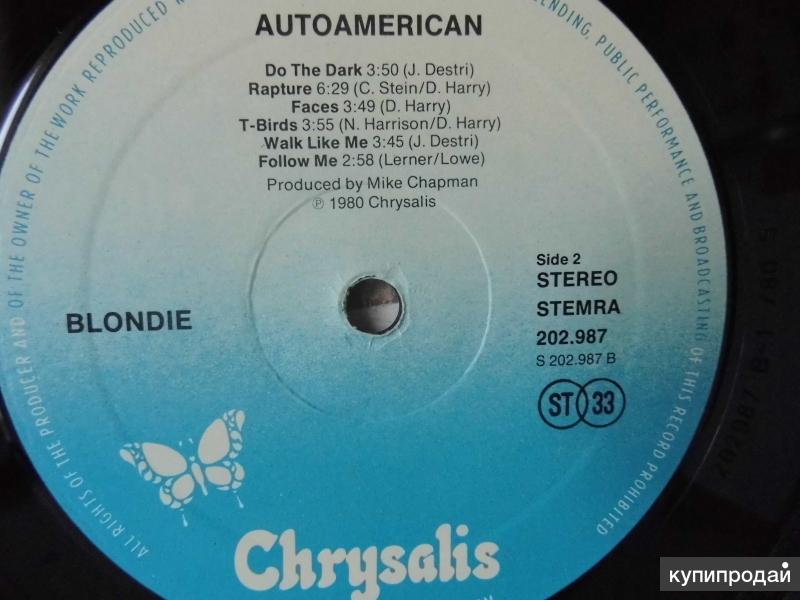 AUTOAMERICAN
Do The Dark 3:50 (J. Destri)
Rapture 6:29 (C. Stein/D. Harry)
Faces 3:49 (D. Harry)
T-Birds 3:55 (N. Harrison/D. Harry)
Walk Like Me 3:45 (J. Destri)
Follow Me 2:58 (Lerner/Lowe)
Produced by Mike Chapman
℗ 1980 Chrysalis
Side 2
STEREO
STEMRA
202.987
S 202.987 B
ST 33
BLONDIE
Chrysalis
ALL RIGHTS OF THE PRODUCER AND OF THE OWNER OF THE WORK REPRODUCED
LENDING, PUBLIC PERFORMANCE AND BROADCASTING OF THIS RECORD PROHIBITED
202987 B-1 /80 S
купипродай